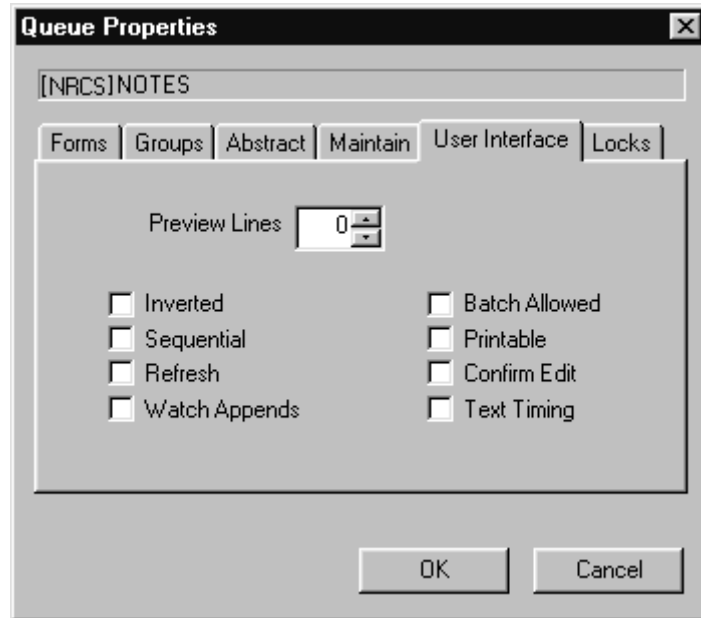 Queue Properties
[NRCS]NOTES
Forms Groups Abstract Maintain User Interface Locks
Preview Lines 0
Inverted Batch Allowed
Sequential Printable
Refresh Confirm Edit
Watch Appends Text Timing
OK Cancel